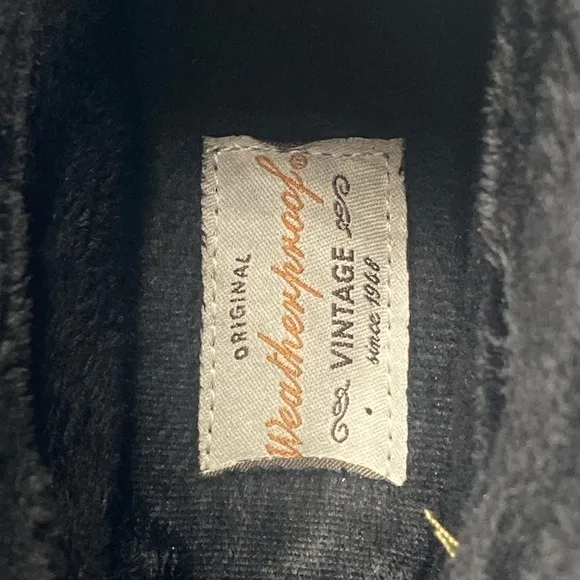 ORIGINAL
Weatherproof®
VINTAGE
since 1948